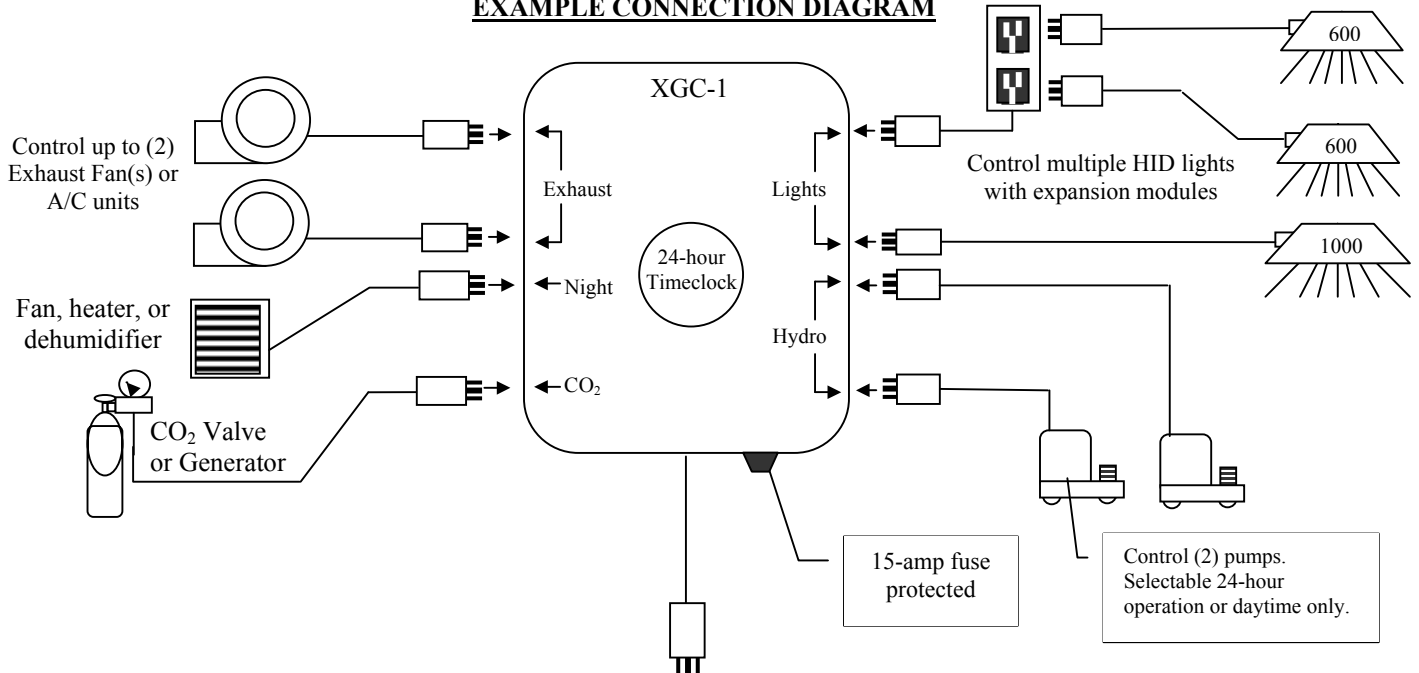 EXAMPLE CONNECTION DIAGRAM
XGC-1
Control up to (2)
Exhaust Fan(s) or
A/C units
Exhaust
Night
CO₂
Fan, heater, or
dehumidifier
CO₂ Valve
or Generator
24-hour
Timeclock
Lights
Hydro
600
600
1000
Control multiple HID lights
with expansion modules
15-amp fuse
protected
Control (2) pumps.
Selectable 24-hour
operation or daytime only.